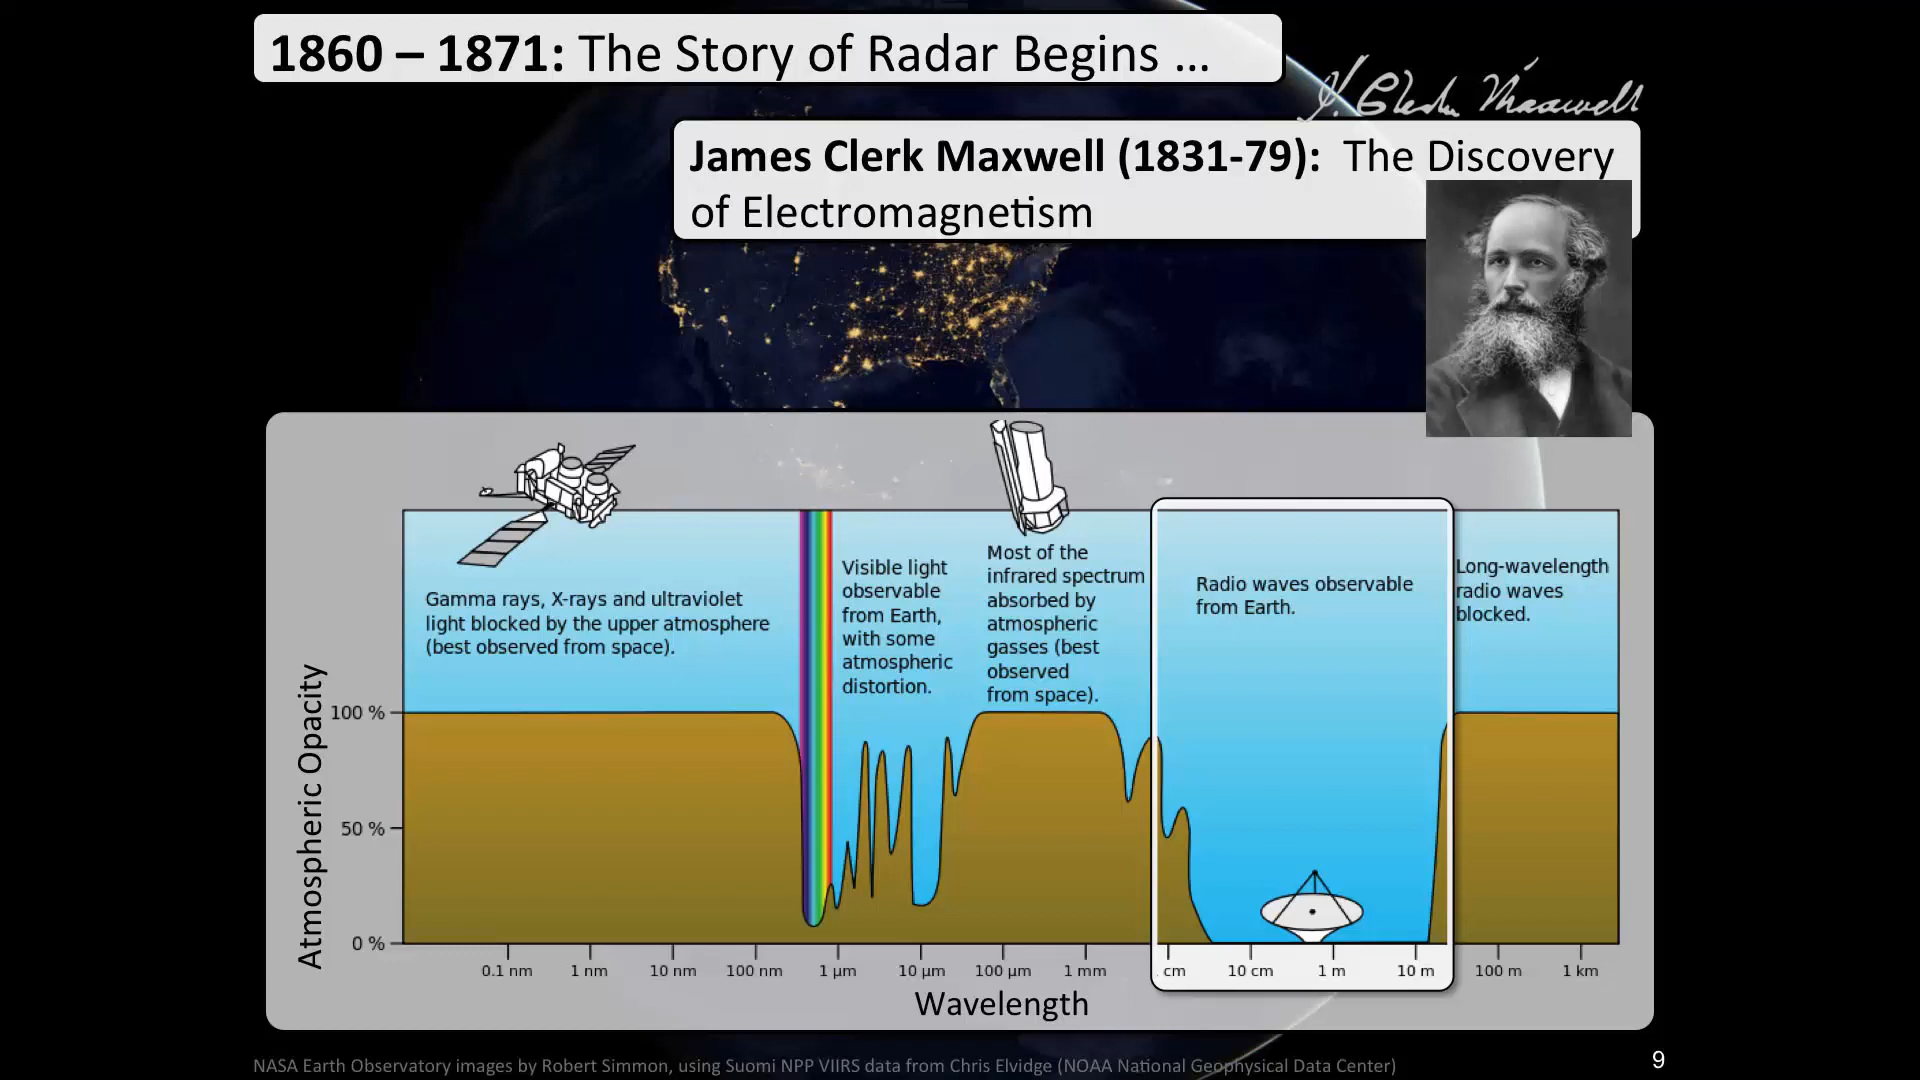 1860 – 1871: The Story of Radar Begins ...
J. Clerk Maxwell
James Clerk Maxwell (1831-79): The Discovery
of Electromagnetism
Gamma rays, X-rays and ultraviolet
light blocked by the upper atmosphere
(best observed from space).
Visible light
observable
from Earth,
with some
atmospheric
distortion.
Most of the
infrared spectrum
absorbed by
atmospheric
gasses (best
observed
from space).
Radio waves observable
from Earth.
Long-wavelength
radio waves
blocked.
Atmospheric Opacity
100 %
50 %
0 %
0.1 nm 1 nm 10 nm 100 nm 1 µm 10 µm 100 µm 1 mm cm 10 cm 1 m 10 m 100 m 1 km
Wavelength
NASA Earth Observatory images by Robert Simmon, using Suomi NPP VIIRS data from Chris Elvidge (NOAA National Geophysical Data Center)
9